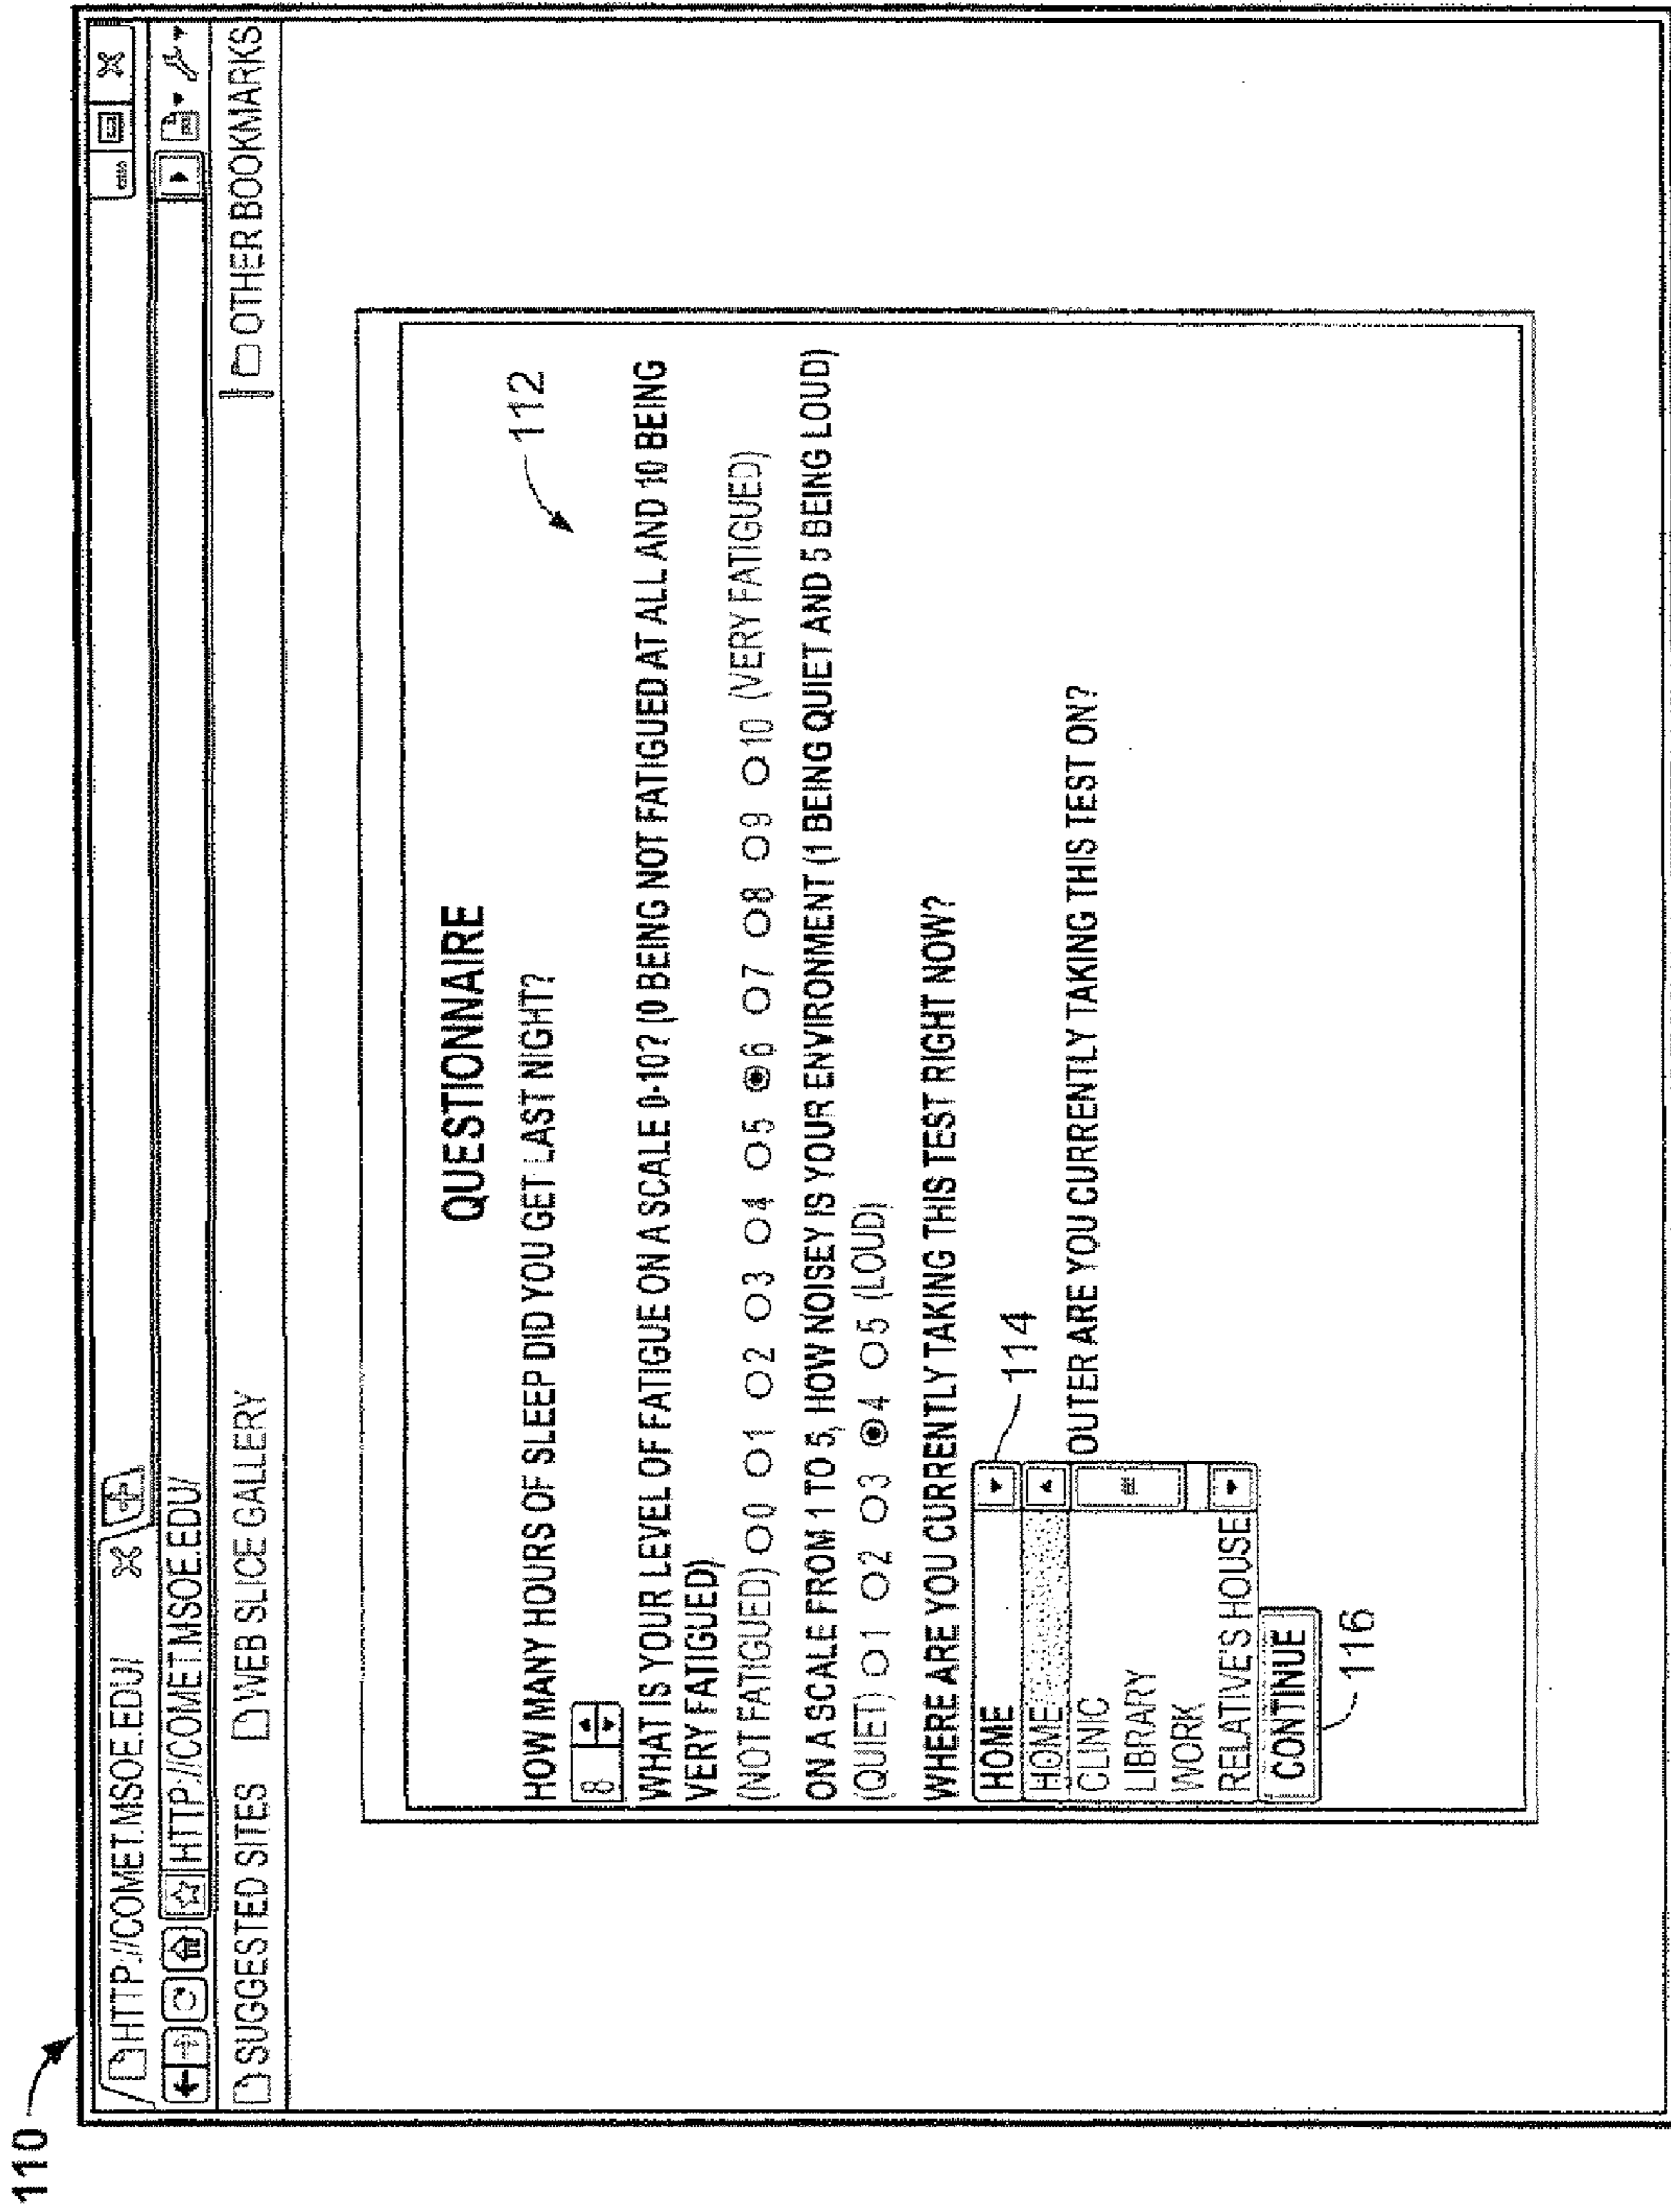 110
HTTP://COMET.MSOE.EDU/
HTTP://COMET.MSOE.EDU/
SUGGESTED SITES WEB SLICE GALLERY OTHER BOOKMARKS
QUESTIONNAIRE
112
HOW MANY HOURS OF SLEEP DID YOU GET LAST NIGHT?
8
WHAT IS YOUR LEVEL OF FATIGUE ON A SCALE 0-10? (0 BEING NOT FATIGUED AT ALL AND 10 BEING
VERY FATIGUED)
(NOT FATIGUED) 0 1 2 3 4 5 6 7 8 9 10 (VERY FATIGUED)
ON A SCALE FROM 1 TO 5, HOW NOISEY IS YOUR ENVIRONMENT (1 BEING QUIET AND 5 BEING LOUD)
(QUIET) 1 2 3 4 5 (LOUD)
WHERE ARE YOU CURRENTLY TAKING THIS TEST RIGHT NOW?
HOME 114
HOME
CLINIC OUTER ARE YOU CURRENTLY TAKING THIS TEST ON?
LIBRARY
WORK
RELATIVE'S HOUSE
CONTINUE
116